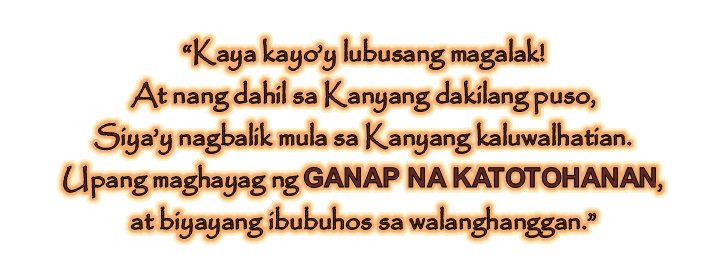 “Kaya kayo’y lubusang magalak!
At nang dahil sa Kanyang dakilang puso,
Siya’y nagbalik mula sa Kanyang kaluwalhatian.
Upang maghayag ng GANAP NA KATOTOHANAN,
at biyayang ibubuhos sa walanghanggan.”